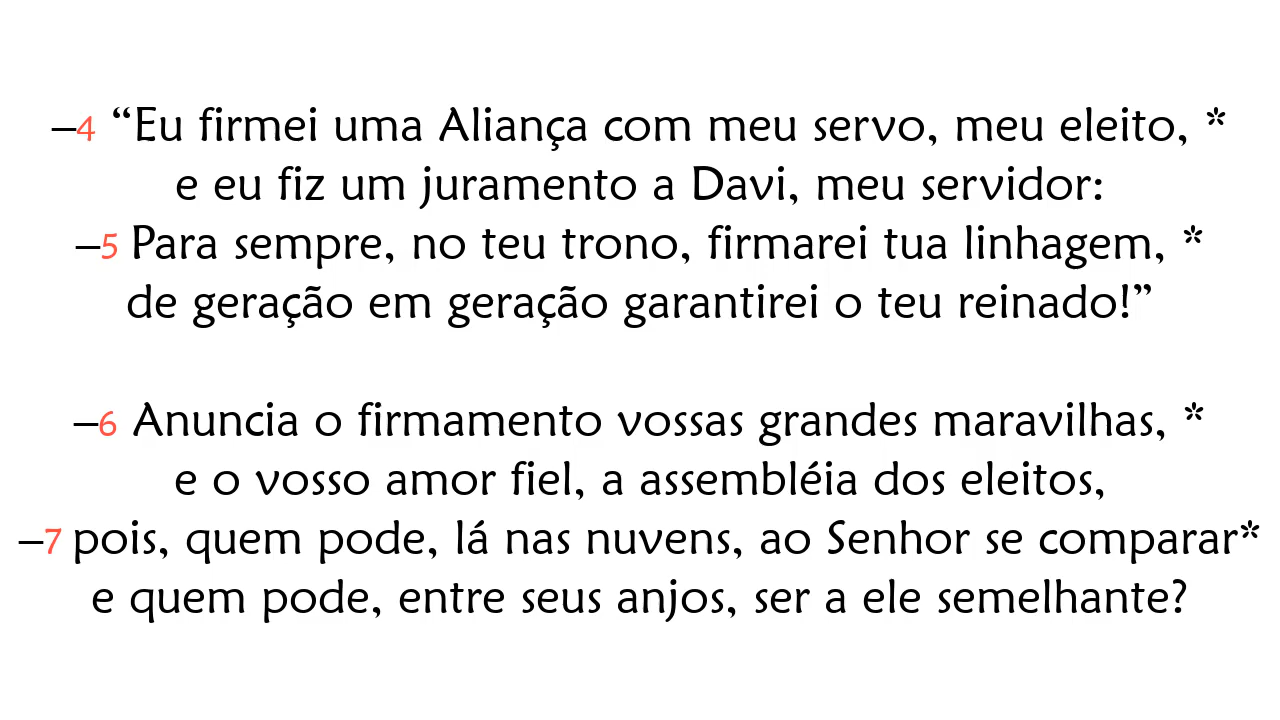 –4 “Eu firmei uma Aliança com meu servo, meu eleito, *
e eu fiz um juramento a Davi, meu servidor:
–5 Para sempre, no teu trono, firmarei tua linhagem, *
de geração em geração garantirei o teu reinado!”
–6 Anuncia o firmamento vossas grandes maravilhas, *
e o vosso amor fiel, a assembléia dos eleitos,
–7 pois, quem pode, lá nas nuvens, ao Senhor se comparar*
e quem pode, entre seus anjos, ser a ele semelhante?